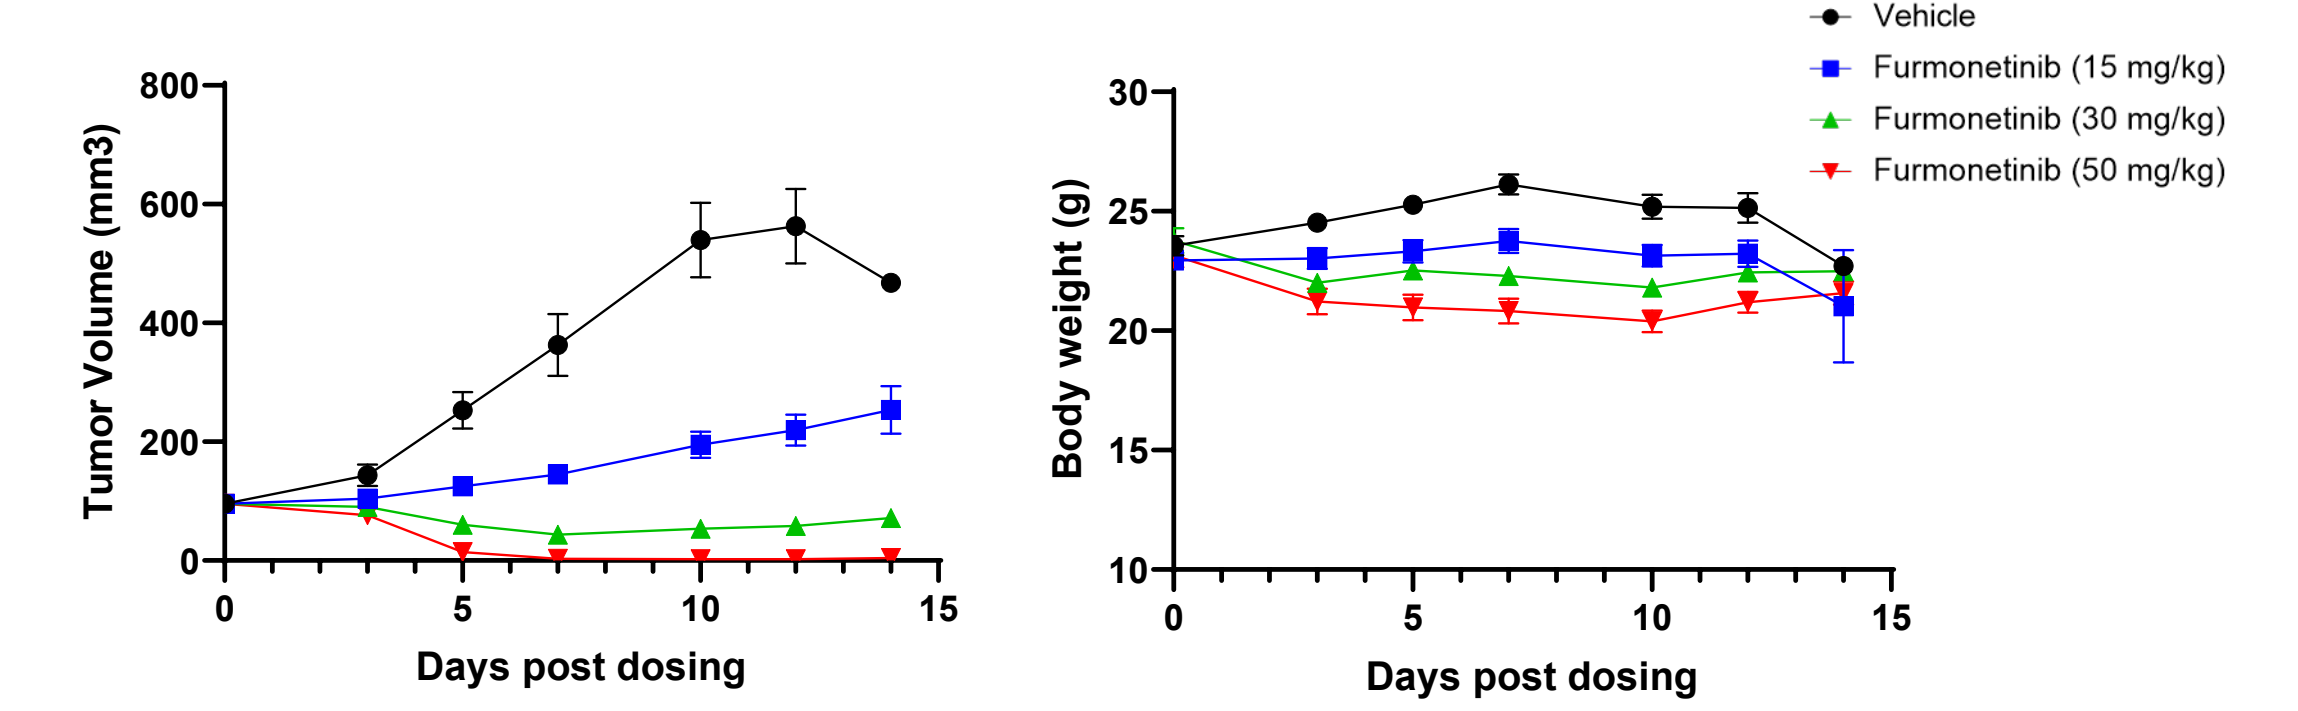 Vehicle
Furmonetinib (15 mg/kg)
Furmonetinib (30 mg/kg)
Furmonetinib (50 mg/kg)
Tumor Volume (mm3)
800
600
400
200
0
0 5 10 15
Days post dosing
Body weight (g)
30
25
20
15
10
0 5 10 15
Days post dosing